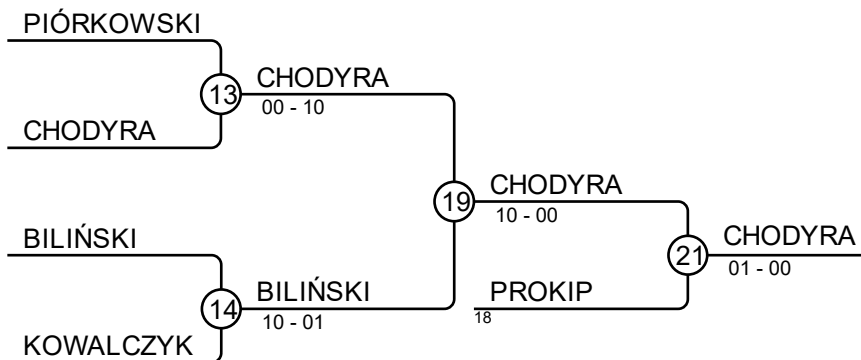 PIÓRKOWSKI
13
CHODYRA
00 - 10
CHODYRA
19
CHODYRA
10 - 00
BILIŃSKI
21
CHODYRA
01 - 00
14
BILIŃSKI
10 - 01
PROKIP
18
KOWALCZYK